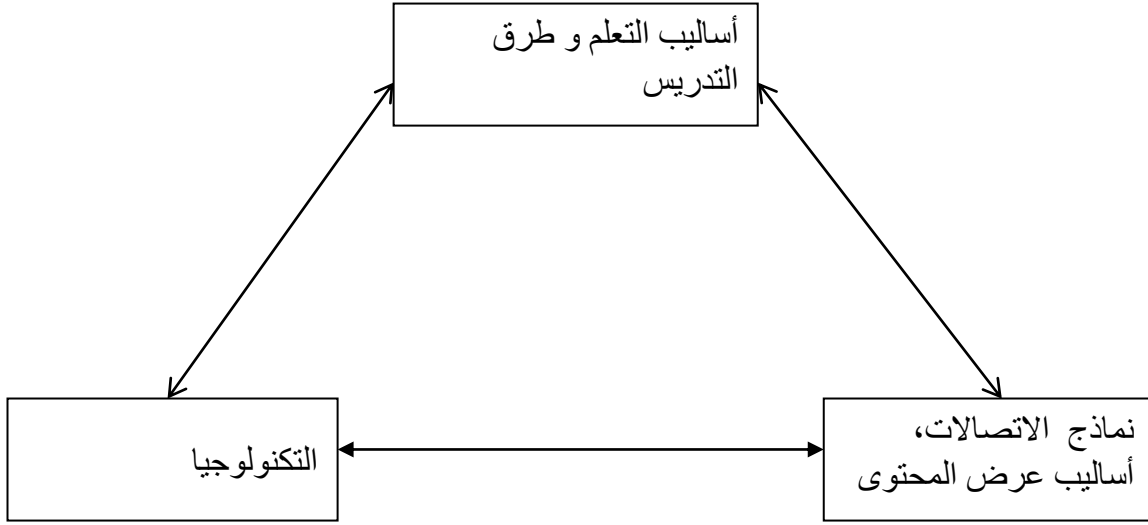 أساليب التعلم و طرق
التدريس
نماذج الاتصالات،
أساليب عرض المحتوى
التكنولوجيا